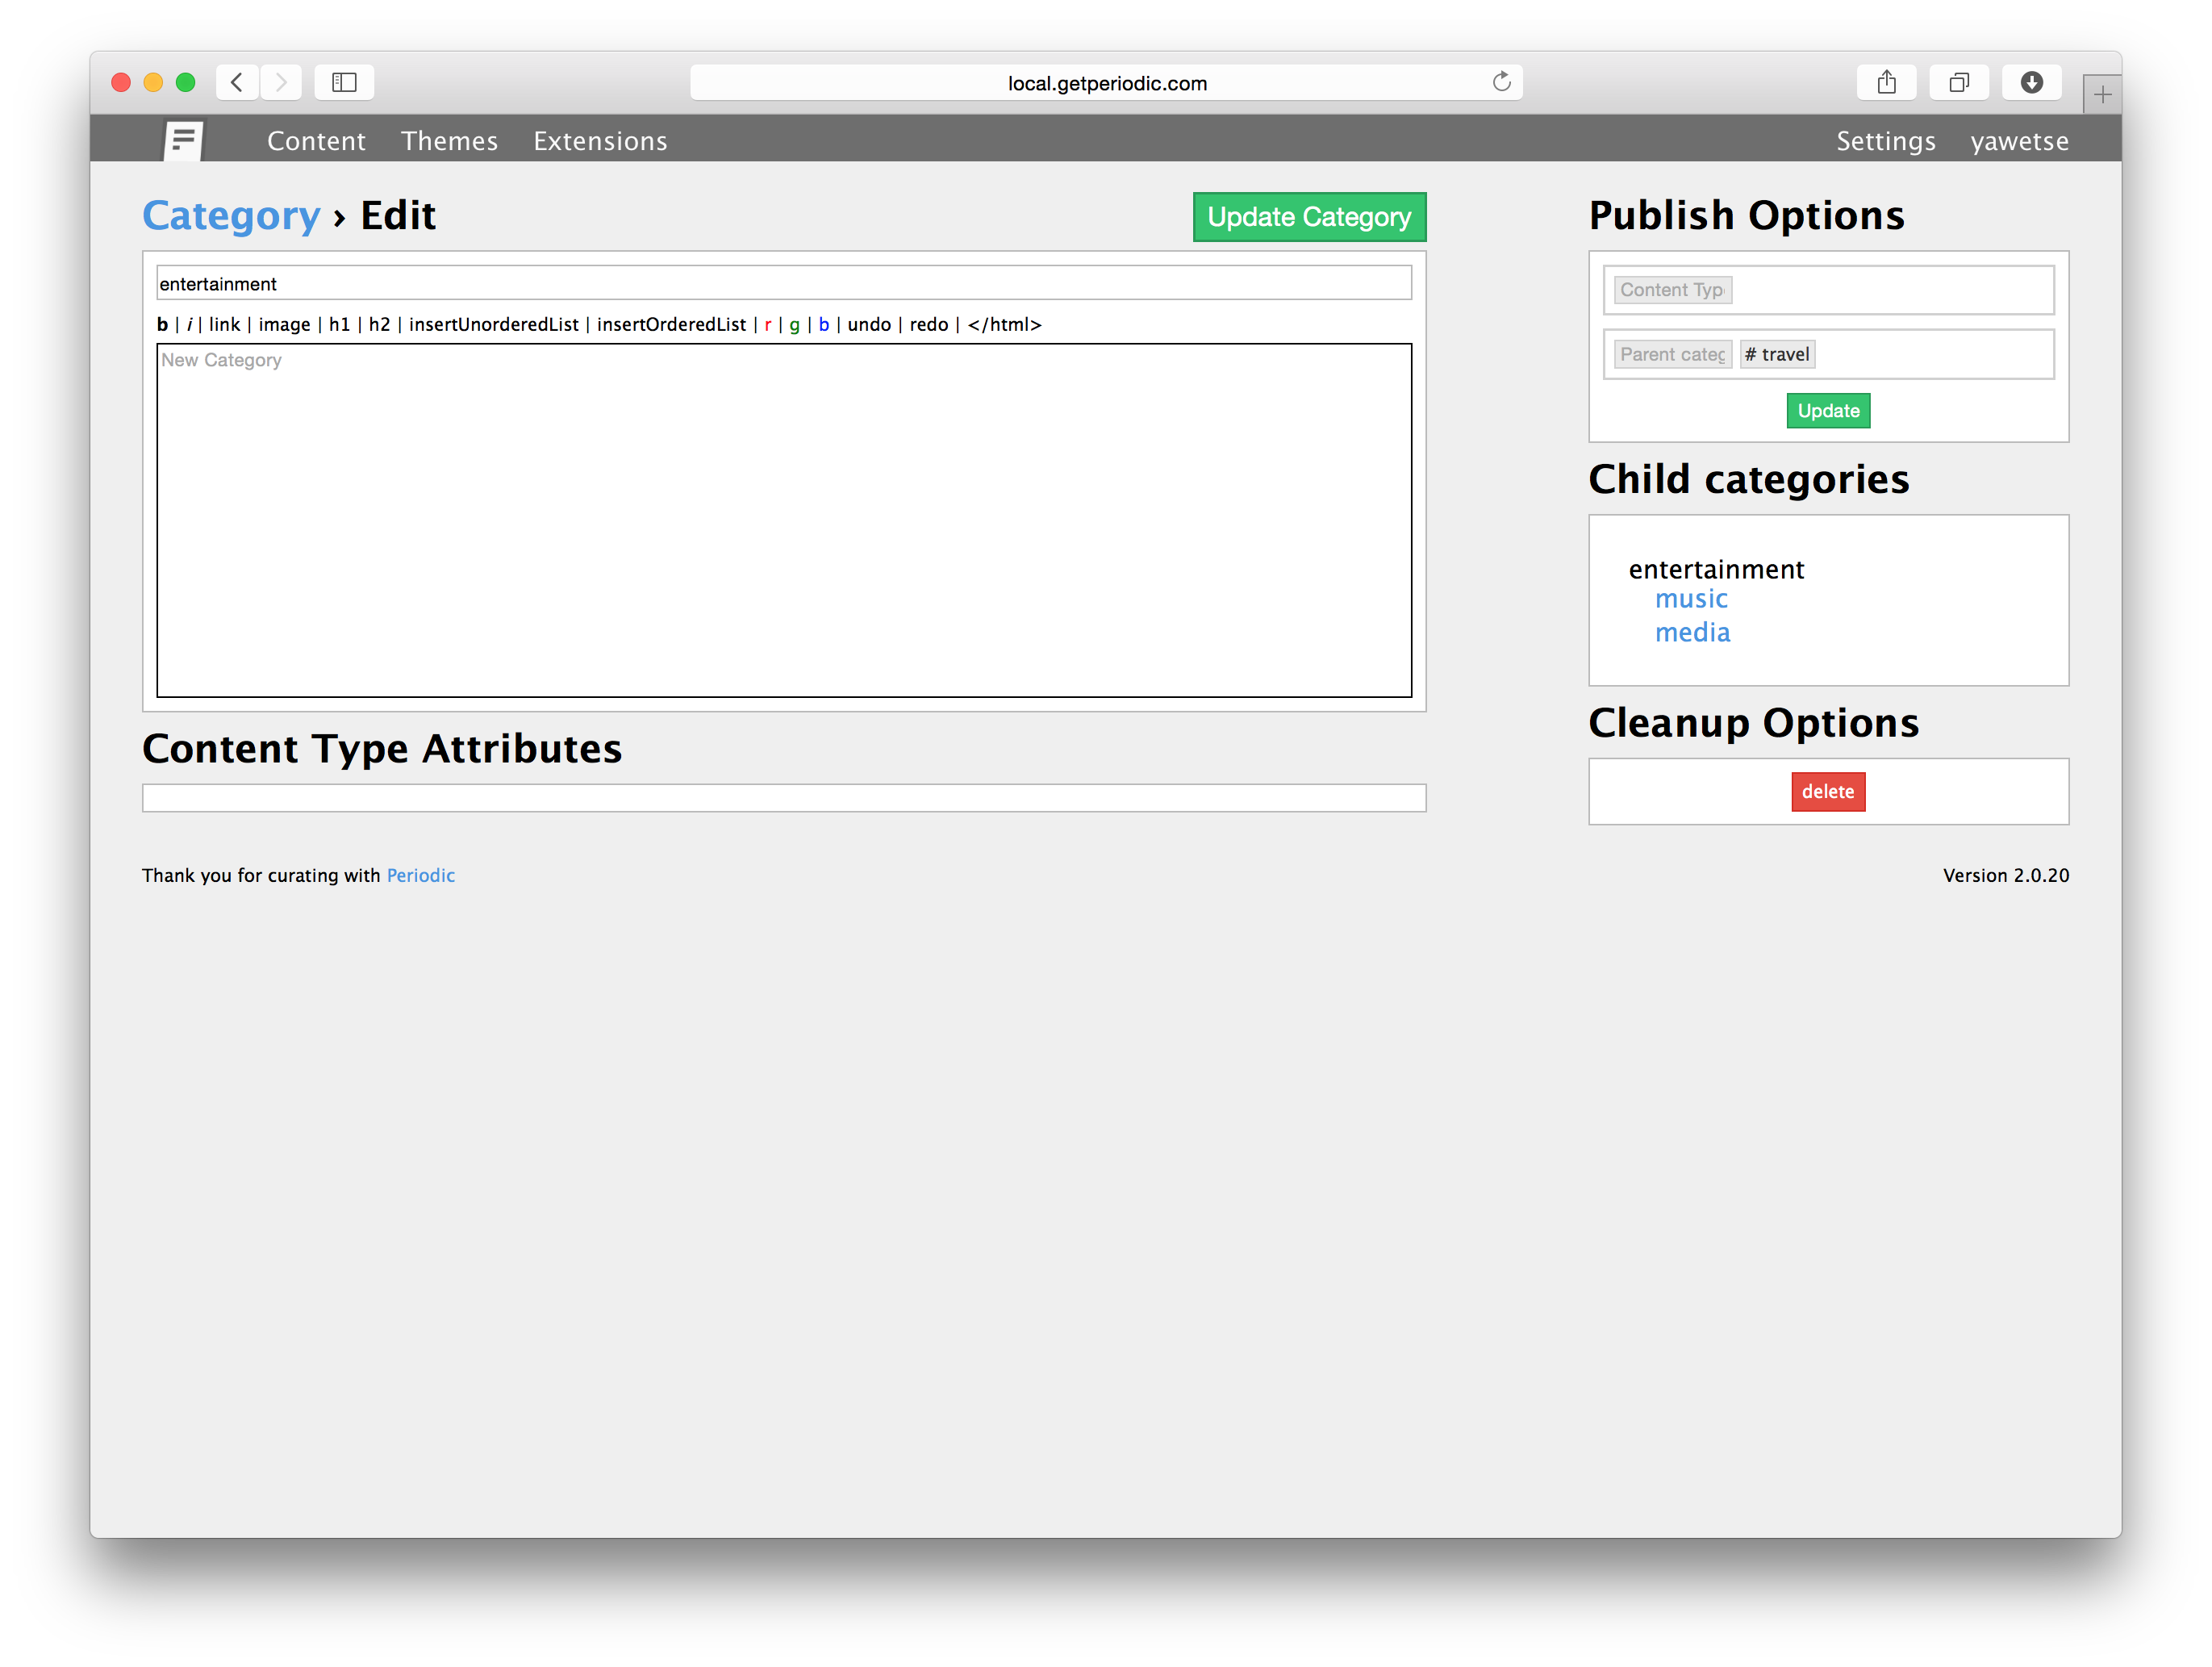 local.getperiodic.com
Content Themes Extensions Settings yawetse
Category › Edit
Update Category
entertainment
b | i | link | image | h1 | h2 | insertUnorderedList | insertOrderedList | r | g | b | undo | redo | </html>
New Category
Content Type Attributes
Publish Options
Content Typ
Parent categ # travel
Update
Child categories
entertainment
music
media
Cleanup Options
delete
Thank you for curating with Periodic
Version 2.0.20